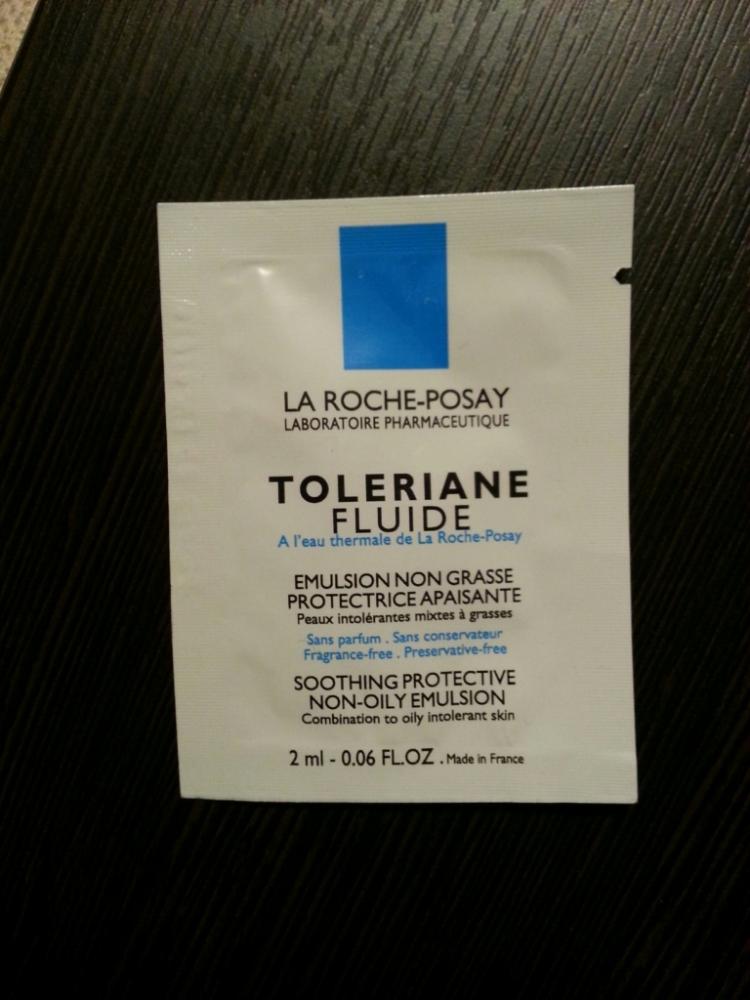 LA ROCHE-POSAY
LABORATOIRE PHARMACEUTIQUE
TOLERIANE
FLUIDE
A l'eau thermale de La Roche-Posay
EMULSION NON GRASSE
PROTECTRICE APAISANTE
Peaux intolérantes mixtes à grasses
Sans parfum . Sans conservateur
Fragrance-free . Preservative-free
SOOTHING PROTECTIVE
NON-OILY EMULSION
Combination to oily intolerant skin
2 ml - 0.06 FL.OZ . Made in France